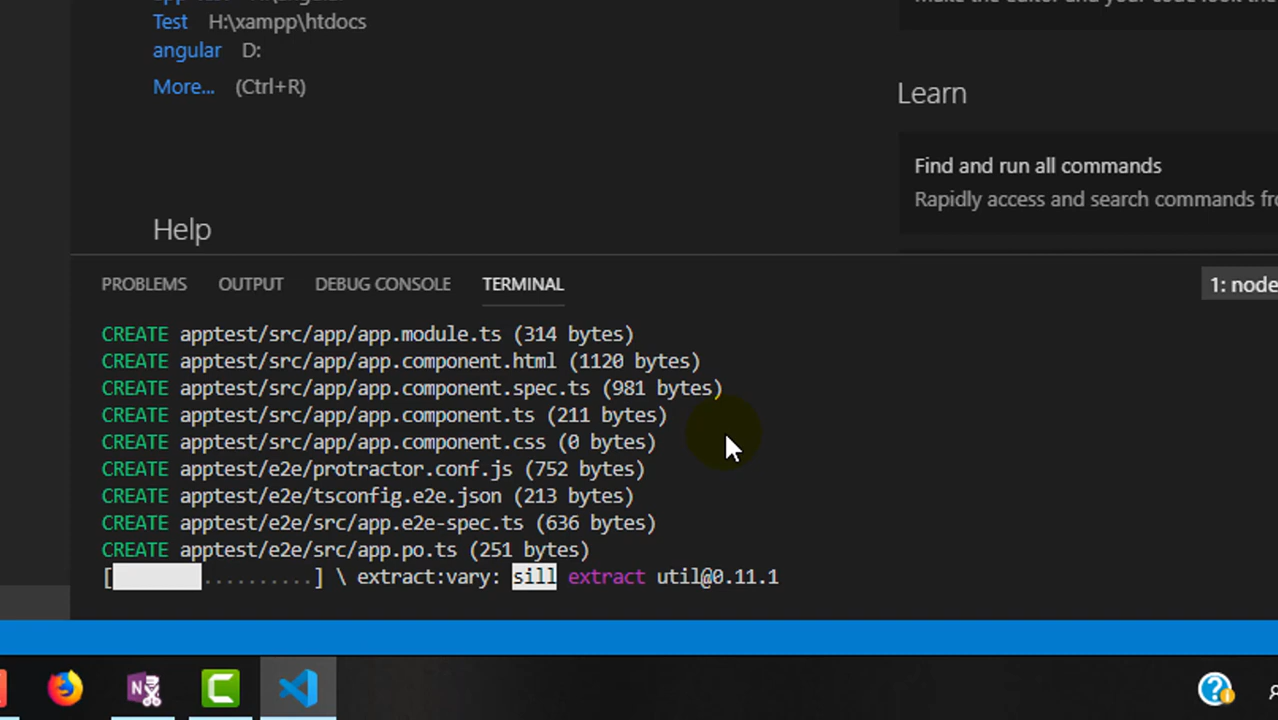 Test H:\xampp\htdocs
angular D:
More... (Ctrl+R)
Help
Learn
Find and run all commands
Rapidly access and search commands
PROBLEMS OUTPUT DEBUG CONSOLE TERMINAL
1: node
CREATE apptest/src/app/app.module.ts (314 bytes)
CREATE apptest/src/app/app.component.html (1120 bytes)
CREATE apptest/src/app/app.component.spec.ts (981 bytes)
CREATE apptest/src/app/app.component.ts (211 bytes)
CREATE apptest/src/app/app.component.css (0 bytes)
CREATE apptest/e2e/protractor.conf.js (752 bytes)
CREATE apptest/e2e/tsconfig.e2e.json (213 bytes)
CREATE apptest/e2e/src/app.e2e-spec.ts (636 bytes)
CREATE apptest/e2e/src/app.po.ts (251 bytes)
[ ..........] \ extract:vary: sill extract util@0.11.1